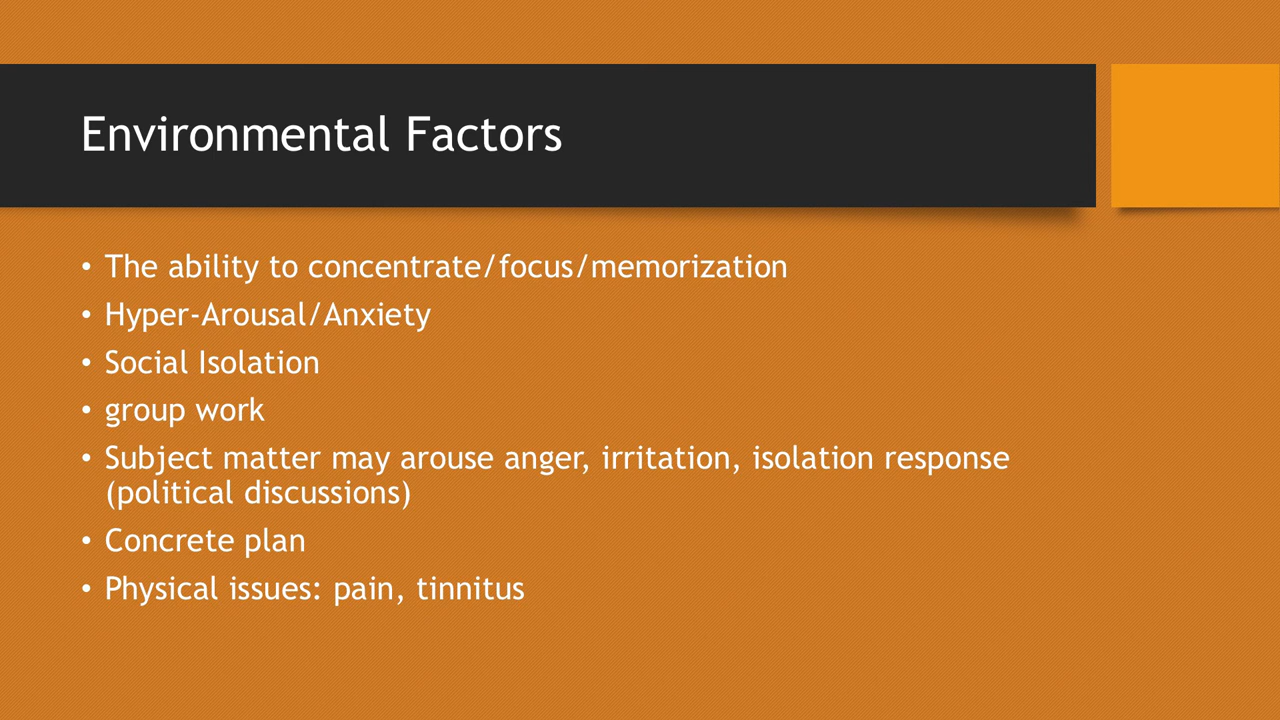 Environmental Factors
• The ability to concentrate/focus/memorization
• Hyper-Arousal/Anxiety
• Social Isolation
• group work
• Subject matter may arouse anger, irritation, isolation response
(political discussions)
• Concrete plan
• Physical issues: pain, tinnitus